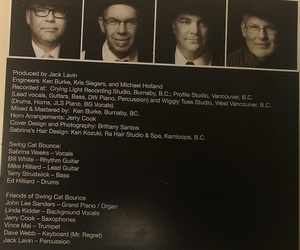 Produced by Jack Lavin
Engineers: Ken Burke, Kris Siegers, and Michael Holland
Recorded at: Crying Light Recording Studio, Burnaby, B.C.; Profile Studio, Vancouver, B.C.
(Lead vocals, Guitars, Bass, DW Piano, Percussion) and Wiggly Toes Studio, West Vancouver, B.C.
(Drums, Horns, JLS Piano, BG Vocals).
Mixed & Mastered by: Ken Burke, Burnaby, BC.
Horn Arrangements: Jerry Cook
Cover Design and Photography: Brittany Santos
Sabrina's Hair Design: Ken Kozuki, Ra Hair Studio & Spa, Kamloops, B.C.
Swing Cat Bounce:
Sabrina Weeks – Vocals
Bill White – Rhythm Guitar
Mike Hilliard – Lead Guitar
Terry Strudwick – Bass
Ed Hilliard – Drums
Friends of Swing Cat Bounce:
John Lee Sanders – Grand Piano / Organ
Linda Kidder – Background Vocals
Jerry Cook – Saxophones
Vince Mai – Trumpet
Dave Webb – Keyboard (Mr. Regret)
Jack Lavin – Percussion